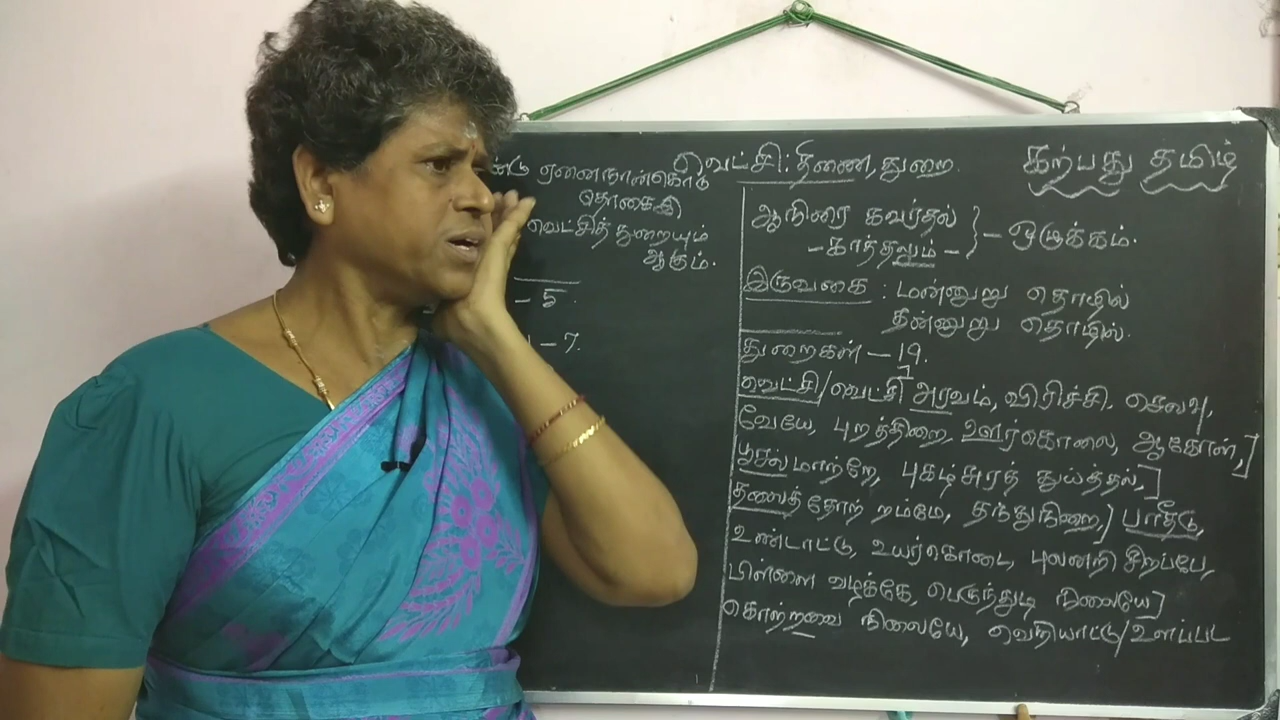 வெட்சி: திணை, துறை.
கற்பது தமிழ்
ஏனைநான்கொடு
தொகைஇ
வெட்சித் துறையும்
ஆகும்.
- 5.
- 7.
ஆநிரை கவர்தல் } - ஒழுக்கம்.
- காத்தலும் -
இருவகை : மன்னுறு தொழில்
தன்னுறு தொழில்.
துறைகள் - 19.
வெட்சி / வெட்சி அரவம், விரிச்சி, செலவு,
வேயே, புறத்திறை, ஊர்கொலை, ஆகோள்,]
பூசல்மாற்றே, புகழ்சுரத் துய்த்தல்,]
தலைத்தோற் றம்மே, தந்துநிறை,] பாதீடு,
உண்டாட்டு, உயர்கொடை, புலனறி சிறப்பே,
பிள்ளை வழக்கே, பெருந்துடி நிலையே]
கொற்றவை நிலையே, வெறியாட்டு / உளப்பட